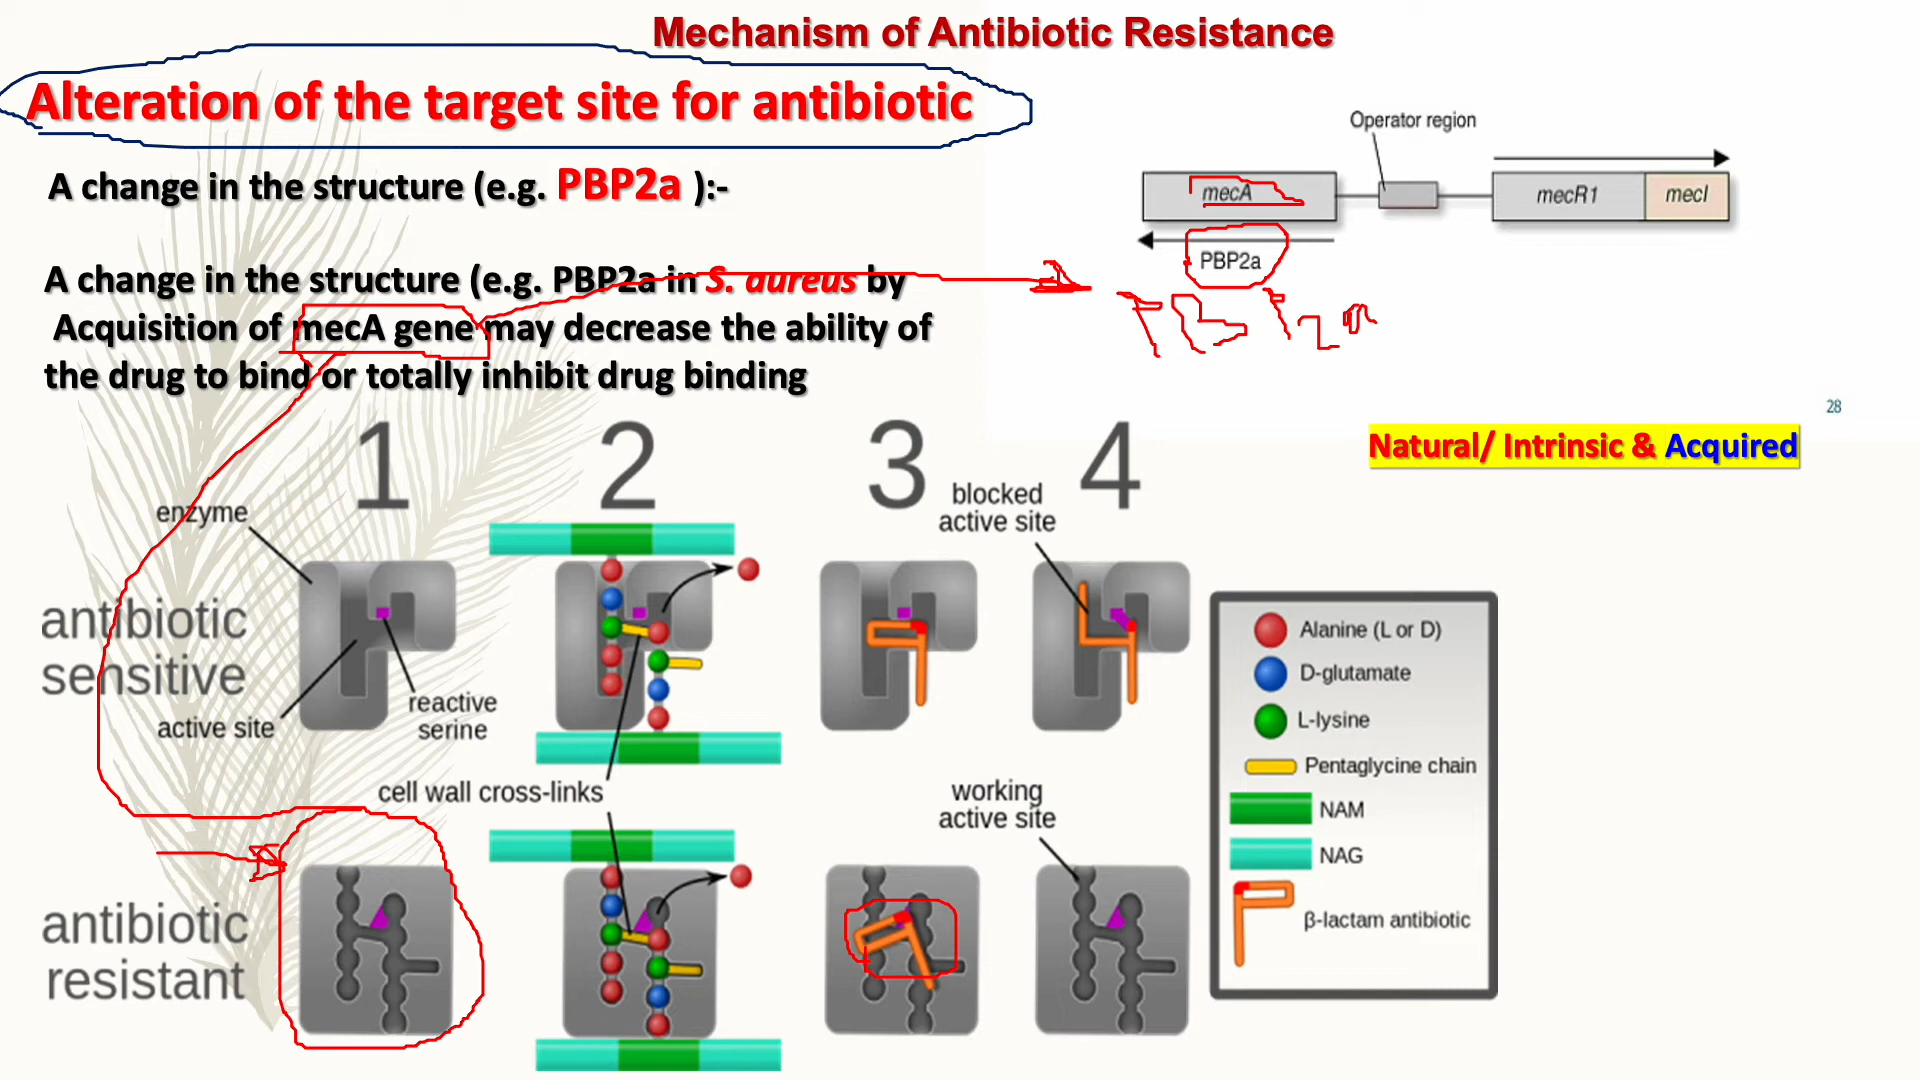 Mechanism of Antibiotic Resistance
Alteration of the target site for antibiotic
A change in the structure (e.g. PBP2a ):-
A change in the structure (e.g. PBP2a in S. aureus by
Acquisition of mecA gene may decrease the ability of
the drug to bind or totally inhibit drug binding
Operator region
mecA
mecR1
mecI
PBP2a
28
Natural/ Intrinsic & Acquired
1
2
3
4
enzyme
blocked
active site
antibiotic
sensitive
active site
reactive
serine
cell wall cross-links
working
active site
antibiotic
resistant
Alanine (L or D)
D-glutamate
L-lysine
Pentaglycine chain
NAM
NAG
β-lactam antibiotic